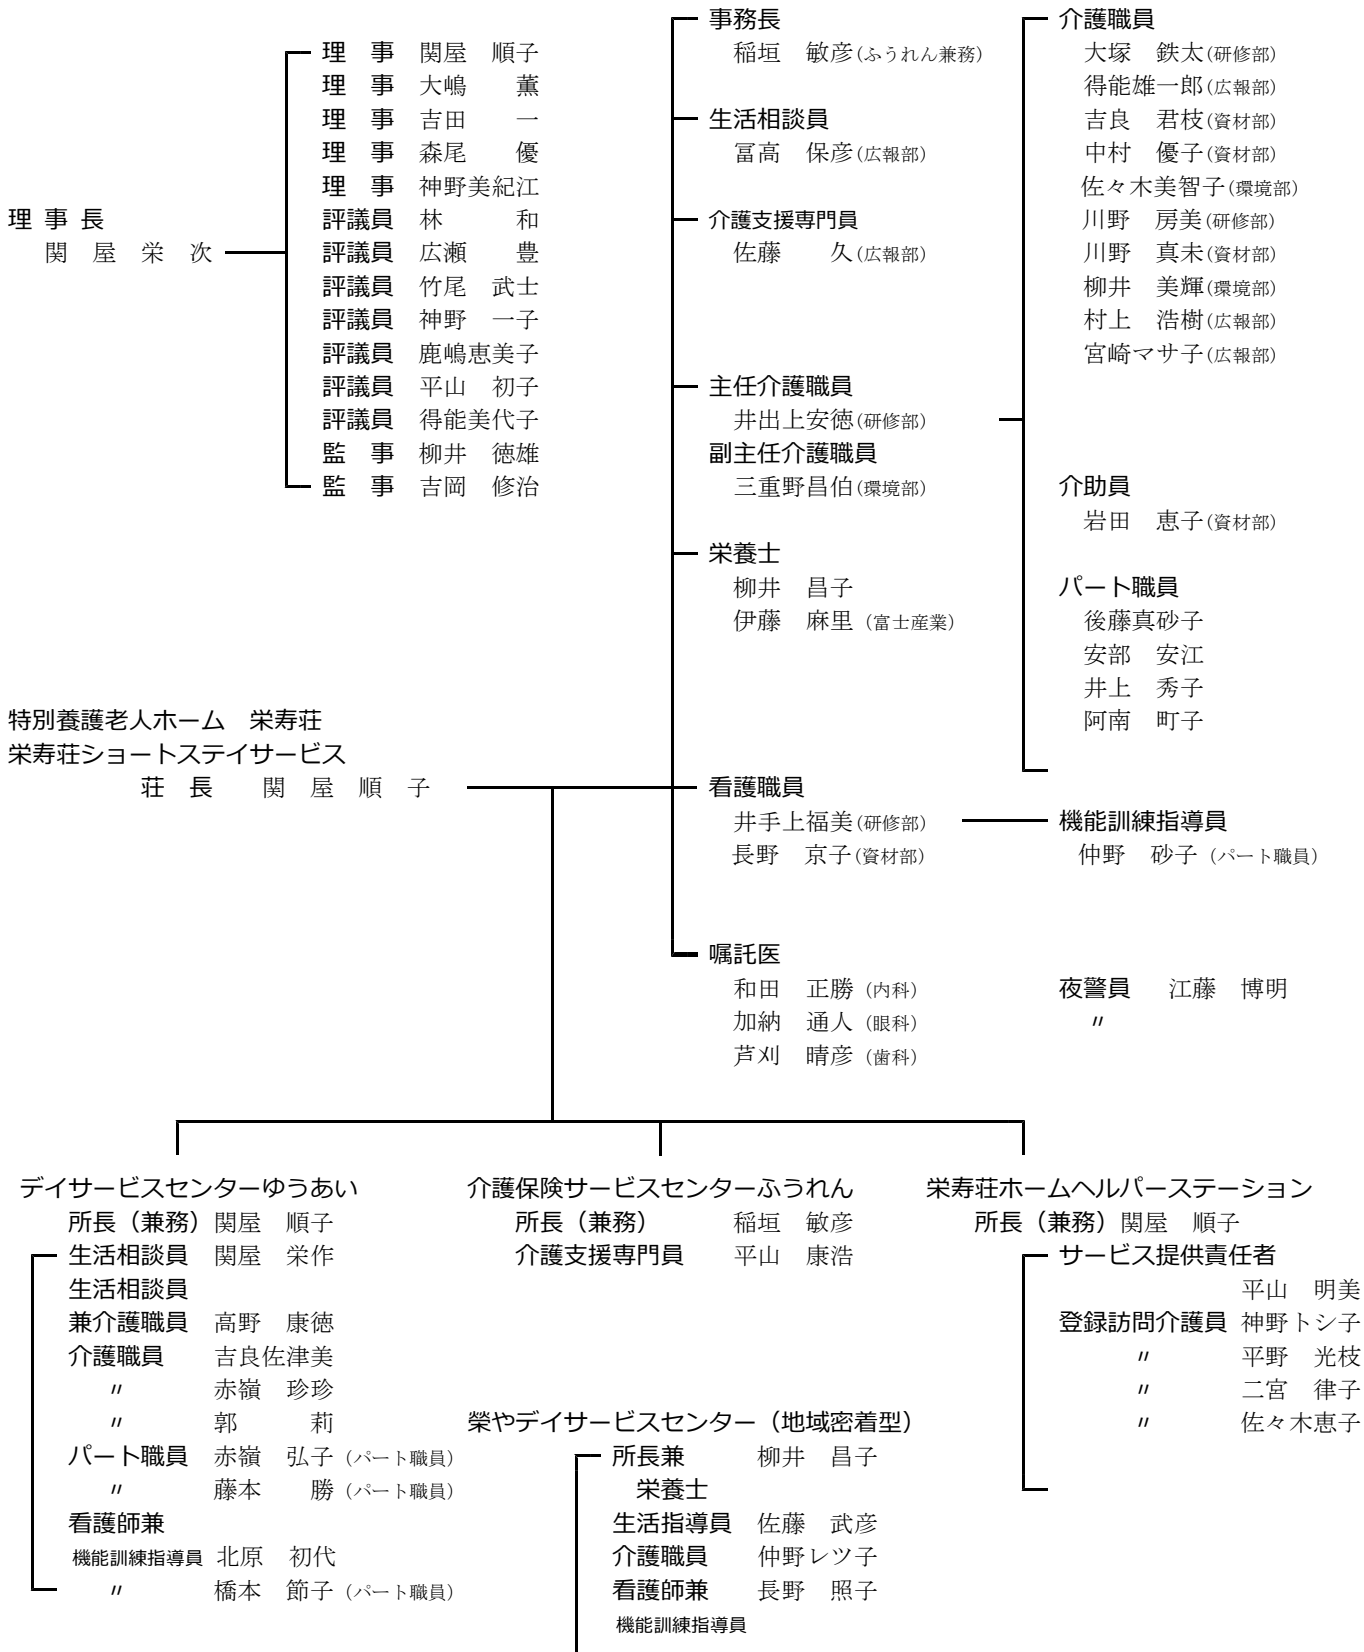 理 事 長
関 屋 栄 次
理 事 関屋 順子
理 事 大嶋 薫
理 事 吉田 一
理 事 森尾 優
理 事 神野美紀江
評議員 林 和
評議員 広瀬 豊
評議員 竹尾 武士
評議員 神野 一子
評議員 鹿嶋恵美子
評議員 平山 初子
評議員 得能美代子
監 事 柳井 徳雄
監 事 吉岡 修治
特別養護老人ホーム 栄寿荘
栄寿荘ショートステイサービス
荘 長 関 屋 順 子
事務長
稲垣 敏彦(ふうれん兼務)
生活相談員
冨高 保彦(広報部)
介護支援専門員
佐藤 久(広報部)
主任介護職員
井出上安徳(研修部)
副主任介護職員
三重野昌伯(環境部)
栄養士
柳井 昌子
伊藤 麻里(富士産業)
看護職員
井手上福美(研修部)
長野 京子(資材部)
嘱託医
和田 正勝(内科)
加納 通人(眼科)
芦刈 晴彦(歯科)
介護職員
大塚 鉄太(研修部)
得能雄一郎(広報部)
吉良 君枝(資材部)
中村 優子(資材部)
佐々木美智子(環境部)
川野 房美(研修部)
川野 真未(資材部)
柳井 美輝(環境部)
村上 浩樹(広報部)
宮崎マサ子(広報部)
介助員
岩田 恵子(資材部)
パート職員
後藤真砂子
安部 安江
井上 秀子
阿南 町子
機能訓練指導員
仲野 砂子(パート職員)
夜警員 江藤 博明
〃
デイサービスセンターゆうあい
所長（兼務）関屋 順子
生活相談員 関屋 栄作
生活相談員
兼介護職員 高野 康徳
介護職員 吉良佐津美
〃 赤嶺 珍珍
〃 郭 莉
パート職員 赤嶺 弘子(パート職員)
〃 藤本 勝(パート職員)
看護師兼
機能訓練指導員 北原 初代
〃 橋本 節子(パート職員)
介護保険サービスセンターふうれん
所長（兼務） 稲垣 敏彦
介護支援専門員 平山 康浩
榮やデイサービスセンター（地域密着型）
所長兼 柳井 昌子
栄養士
生活指導員 佐藤 武彦
介護職員 仲野レツ子
看護師兼 長野 照子
機能訓練指導員
栄寿荘ホームヘルパーステーション
所長（兼務）関屋 順子
サービス提供責任者
平山 明美
登録訪問介護員 神野トシ子
〃 平野 光枝
〃 二宮 律子
〃 佐々木恵子